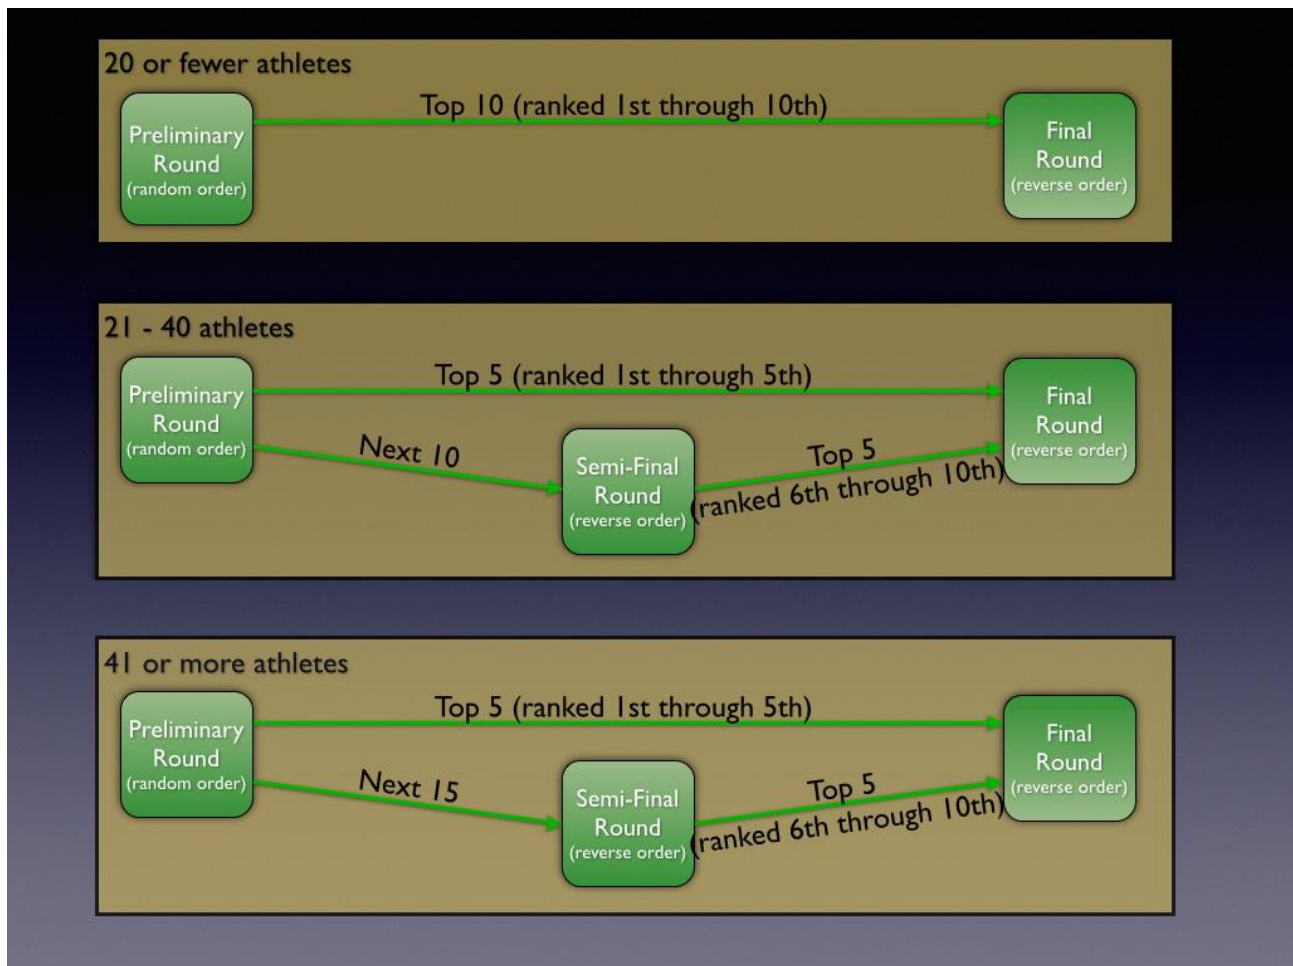 20 or fewer athletes
Top 10 (ranked 1st through 10th)
Preliminary
Round
(random order)
Final
Round
(reverse order)
21 - 40 athletes
Top 5 (ranked 1st through 5th)
Preliminary
Round
(random order)
Next 10
Semi-Final
Round
(reverse order)
Top 5
(ranked 6th through 10th)
Final
Round
(reverse order)
41 or more athletes
Top 5 (ranked 1st through 5th)
Preliminary
Round
(random order)
Next 15
Semi-Final
Round
(reverse order)
Top 5
(ranked 6th through 10th)
Final
Round
(reverse order)